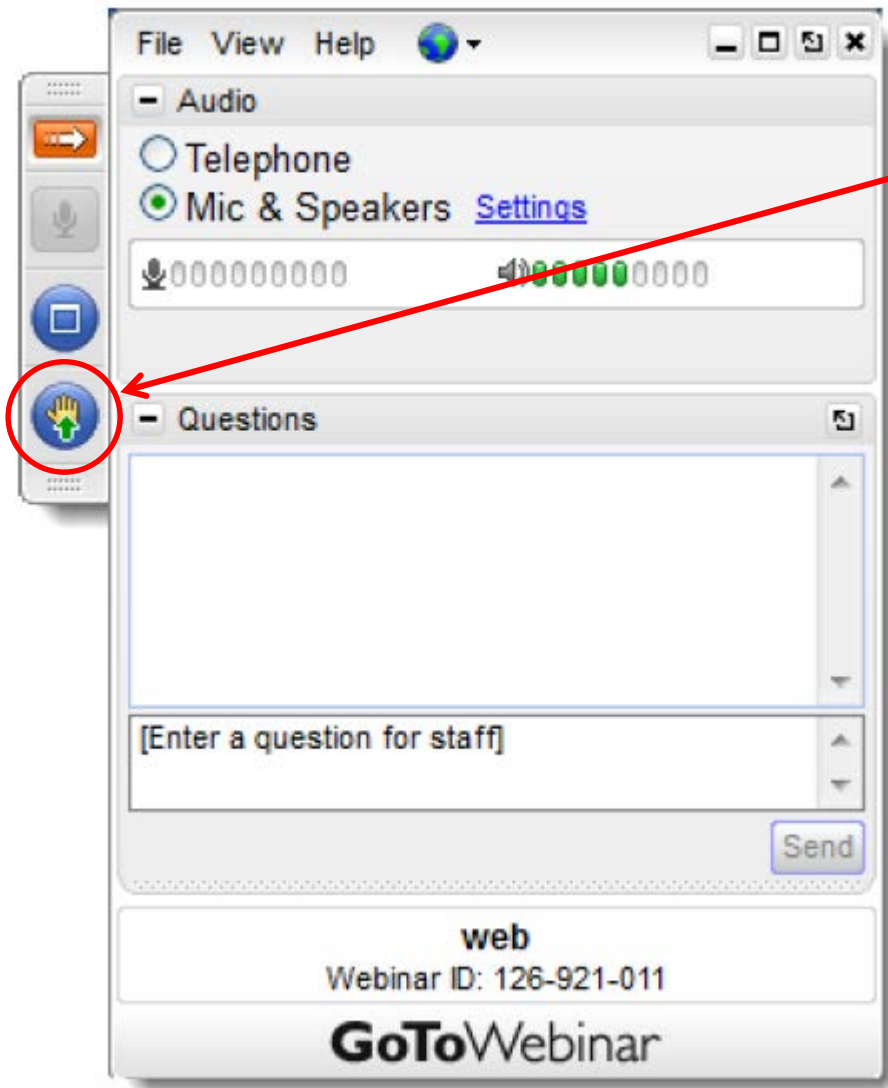 File View Help
Audio
Telephone
Mic & Speakers Settings
Questions
[Enter a question for staff]
Send
web
Webinar ID: 126-921-011
GoToWebinar